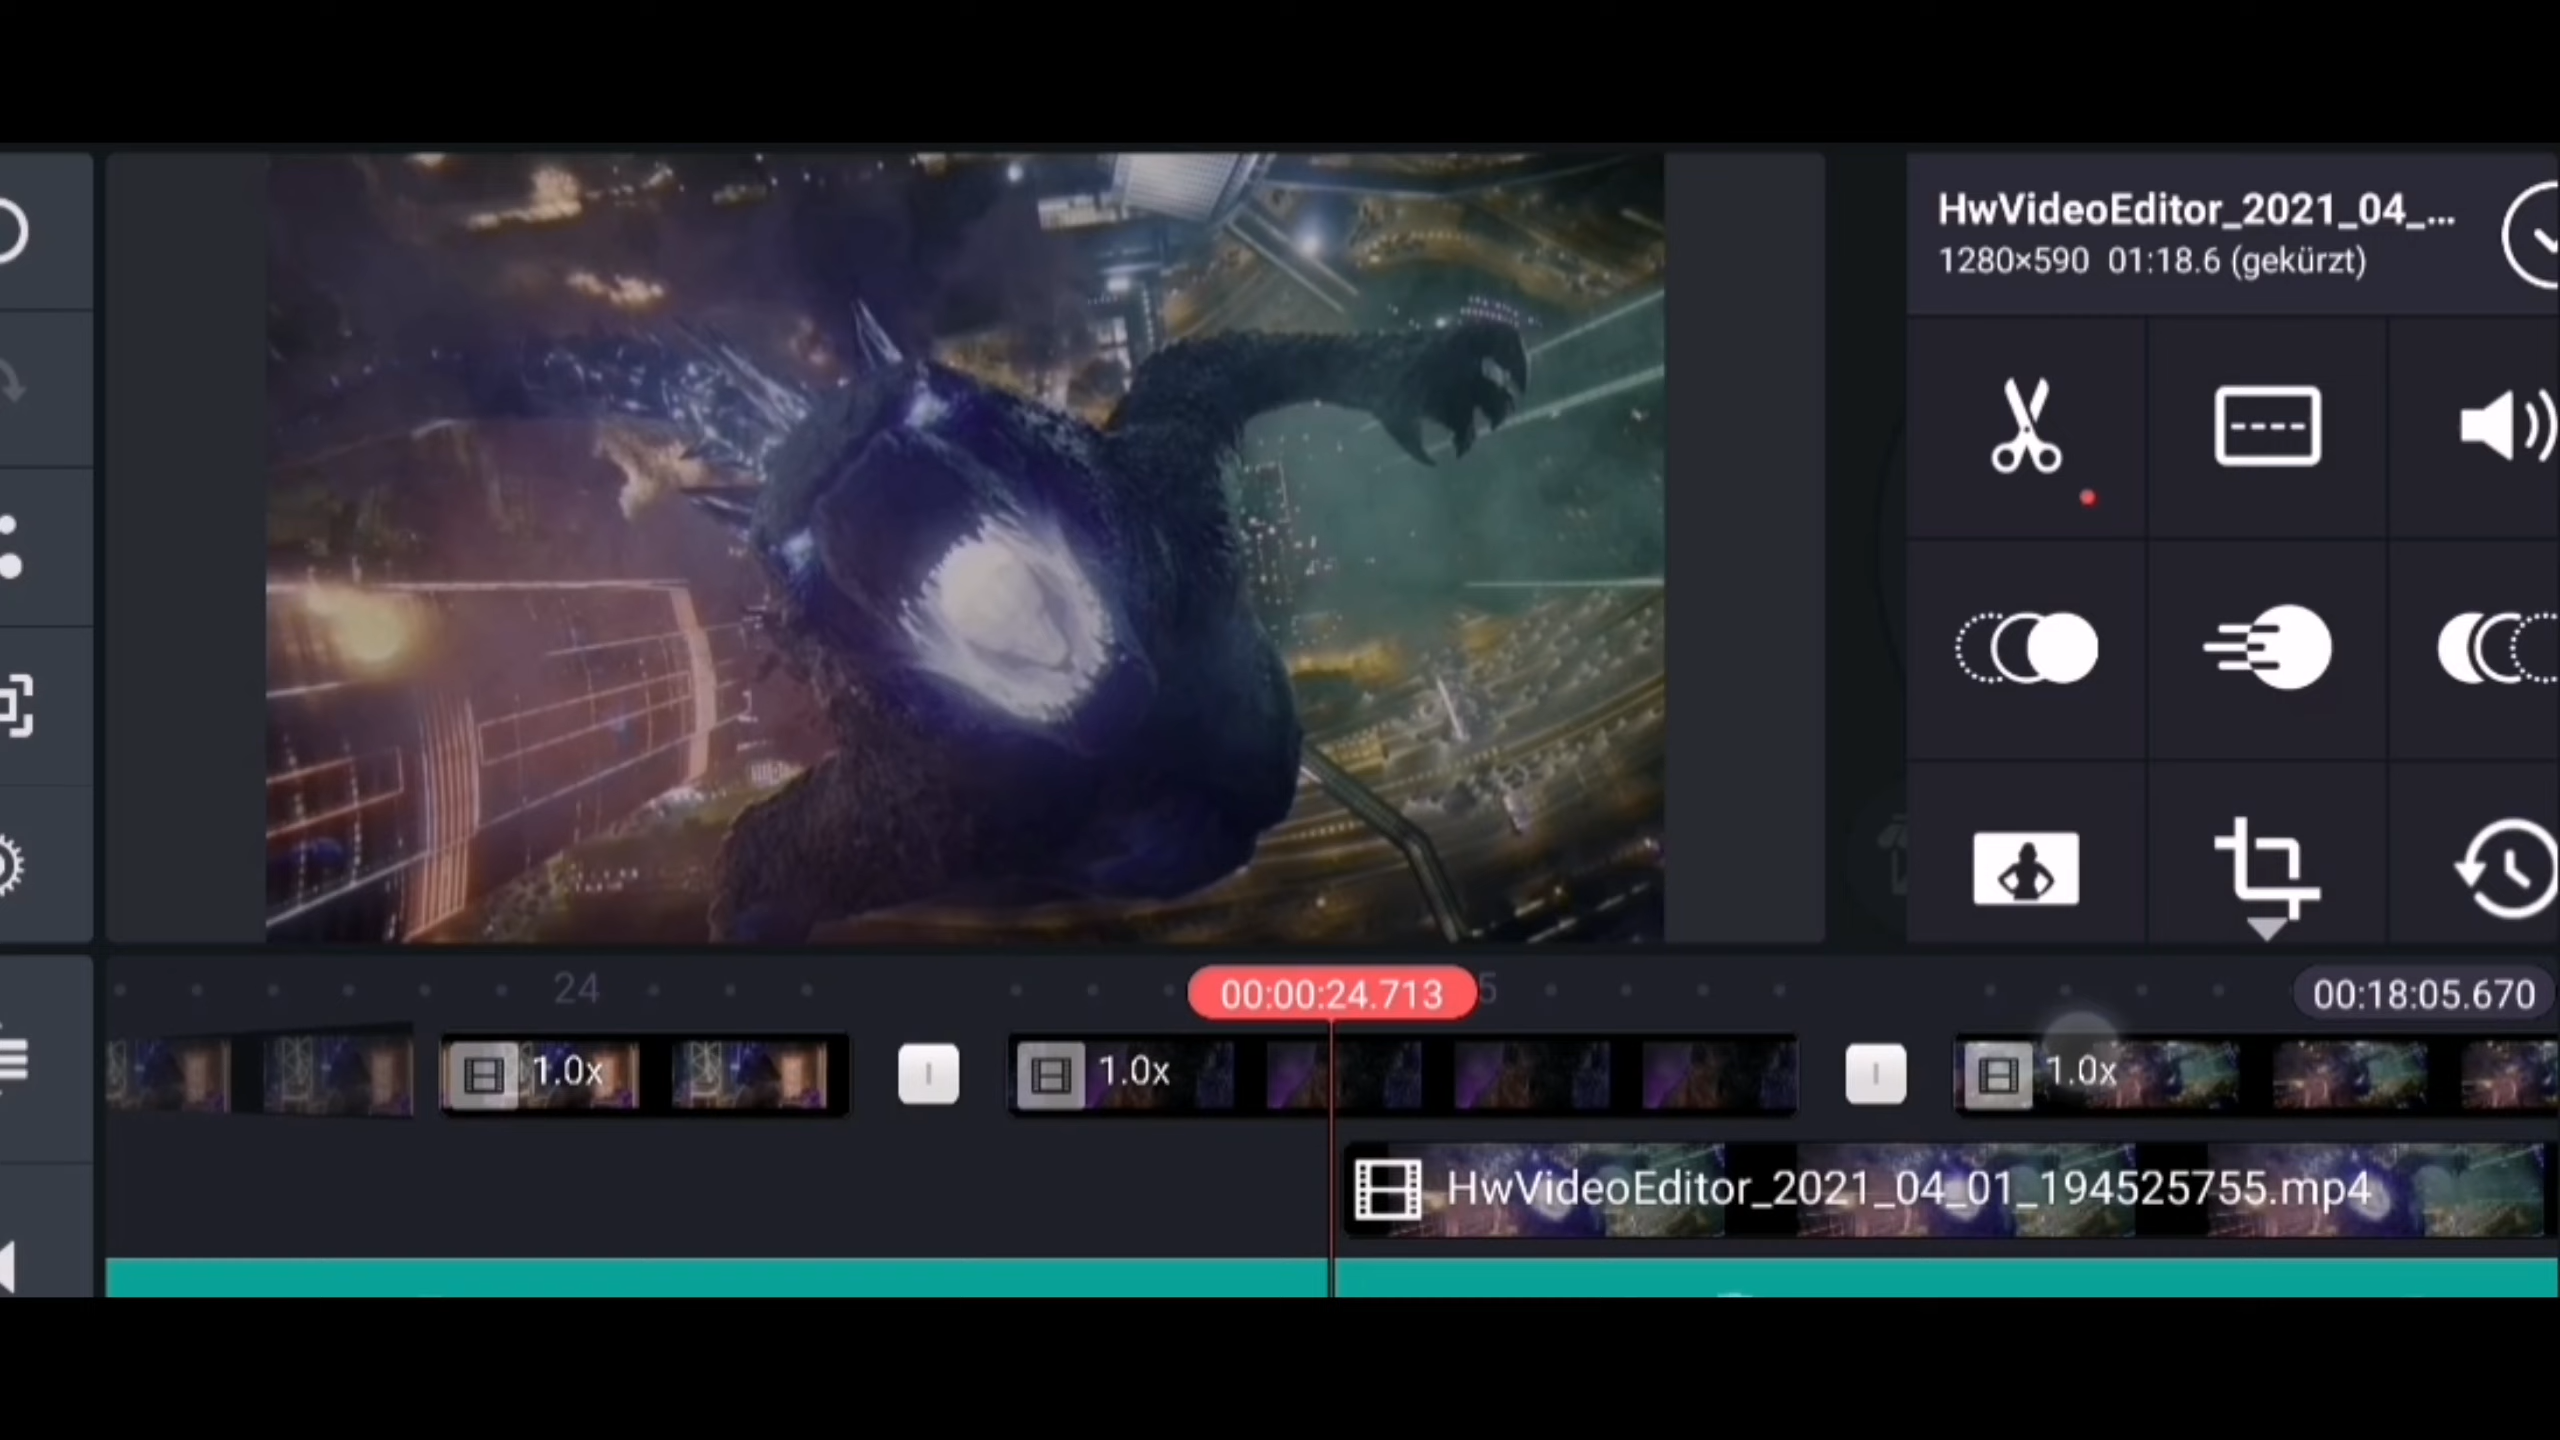 HwVideoEditor_2021_04_...
1280×590 01:18.6 (gekürzt)
24
00:00:24.713
5
00:18:05.670
1.0x
1.0x
1.0x
HwVideoEditor_2021_04_01_194525755.mp4